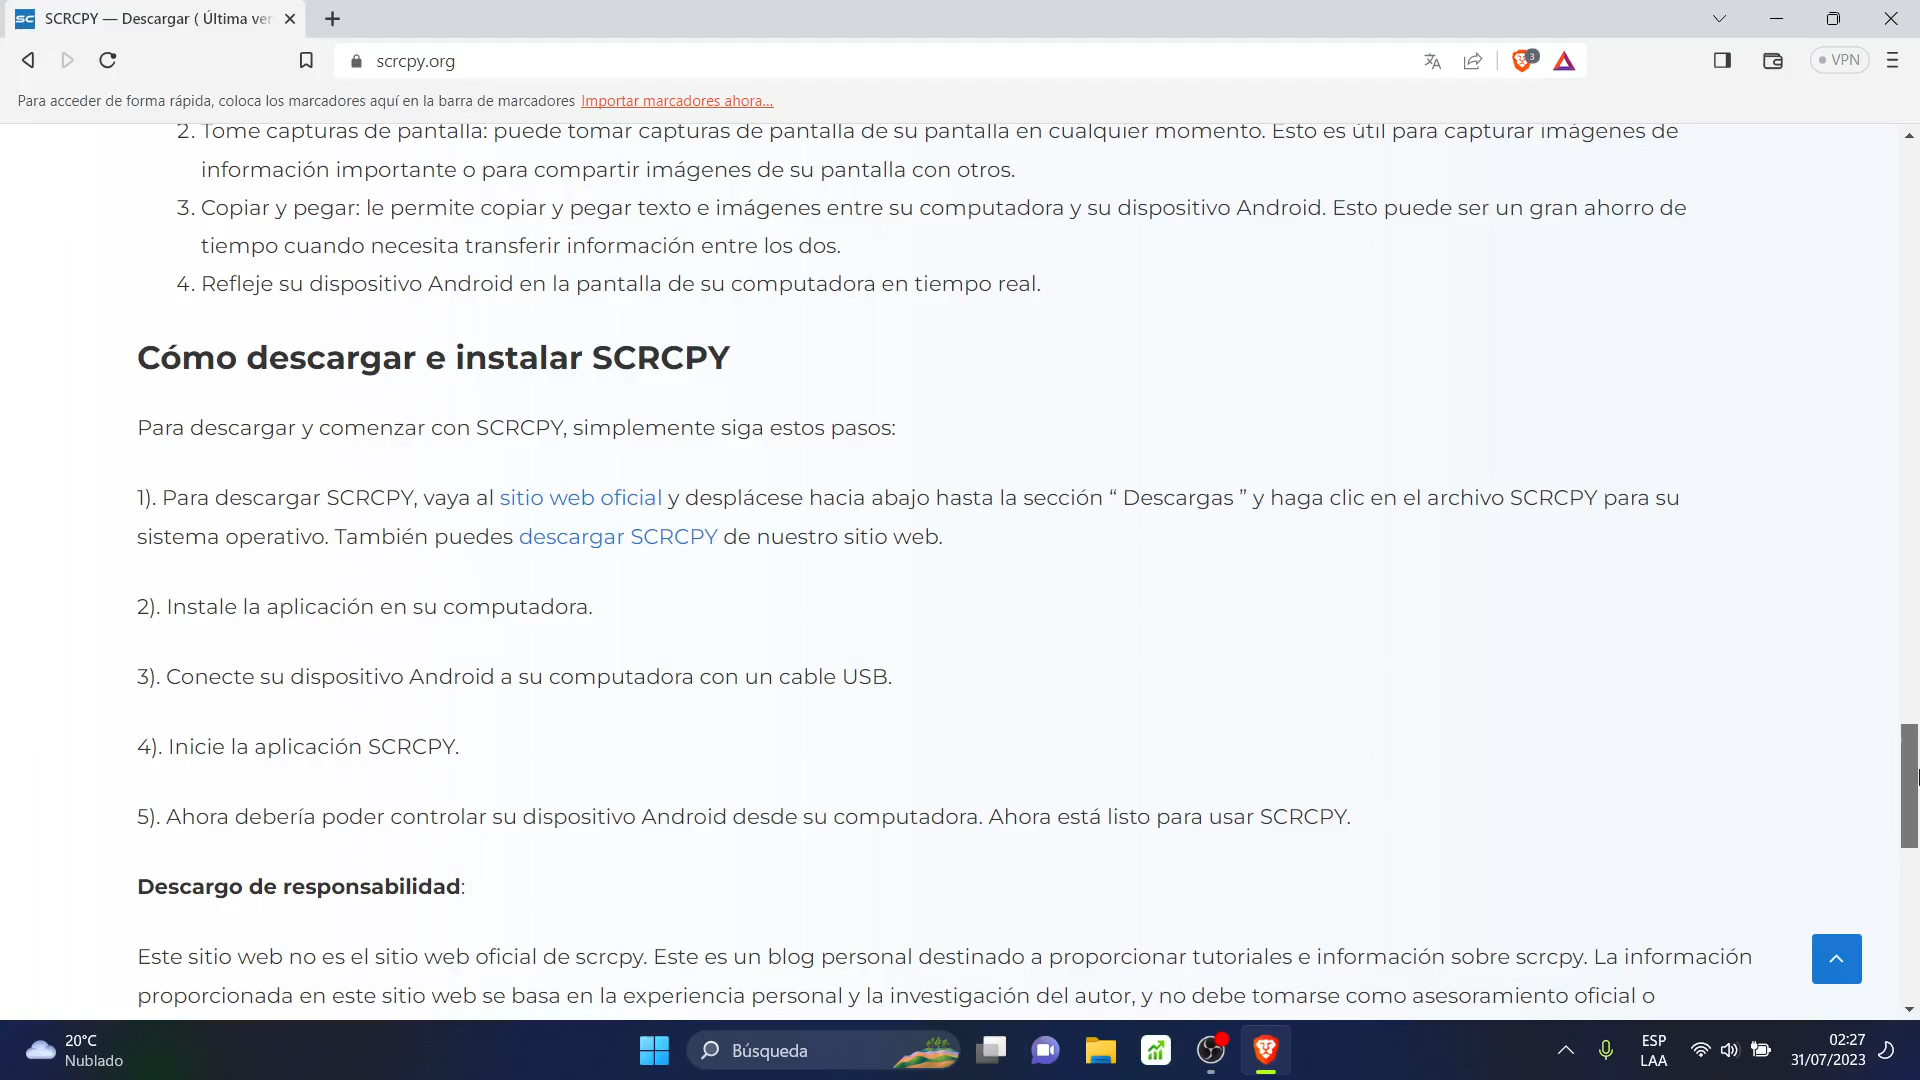 SCRCPY — Descargar ( Última ver
scrcpy.org
3
VPN
Para acceder de forma rápida, coloca los marcadores aquí en la barra de marcadores Importar marcadores ahora...
2. Tome capturas de pantalla: puede tomar capturas de pantalla de su pantalla en cualquier momento. Esto es útil para capturar imágenes de
información importante o para compartir imágenes de su pantalla con otros.
3. Copiar y pegar: le permite copiar y pegar texto e imágenes entre su computadora y su dispositivo Android. Esto puede ser un gran ahorro de
tiempo cuando necesita transferir información entre los dos.
4. Refleje su dispositivo Android en la pantalla de su computadora en tiempo real.
Cómo descargar e instalar SCRCPY
Para descargar y comenzar con SCRCPY, simplemente siga estos pasos:
1). Para descargar SCRCPY, vaya al sitio web oficial y desplácese hacia abajo hasta la sección “ Descargas ” y haga clic en el archivo SCRCPY para su
sistema operativo. También puedes descargar SCRCPY de nuestro sitio web.
2). Instale la aplicación en su computadora.
3). Conecte su dispositivo Android a su computadora con un cable USB.
4). Inicie la aplicación SCRCPY.
5). Ahora debería poder controlar su dispositivo Android desde su computadora. Ahora está listo para usar SCRCPY.
Descargo de responsabilidad:
Este sitio web no es el sitio web oficial de scrcpy. Este es un blog personal destinado a proporcionar tutoriales e información sobre scrcpy. La información
proporcionada en este sitio web se basa en la experiencia personal y la investigación del autor, y no debe tomarse como asesoramiento oficial o
20°C
Nublado
Búsqueda
ESP
LAA
02:27
31/07/2023